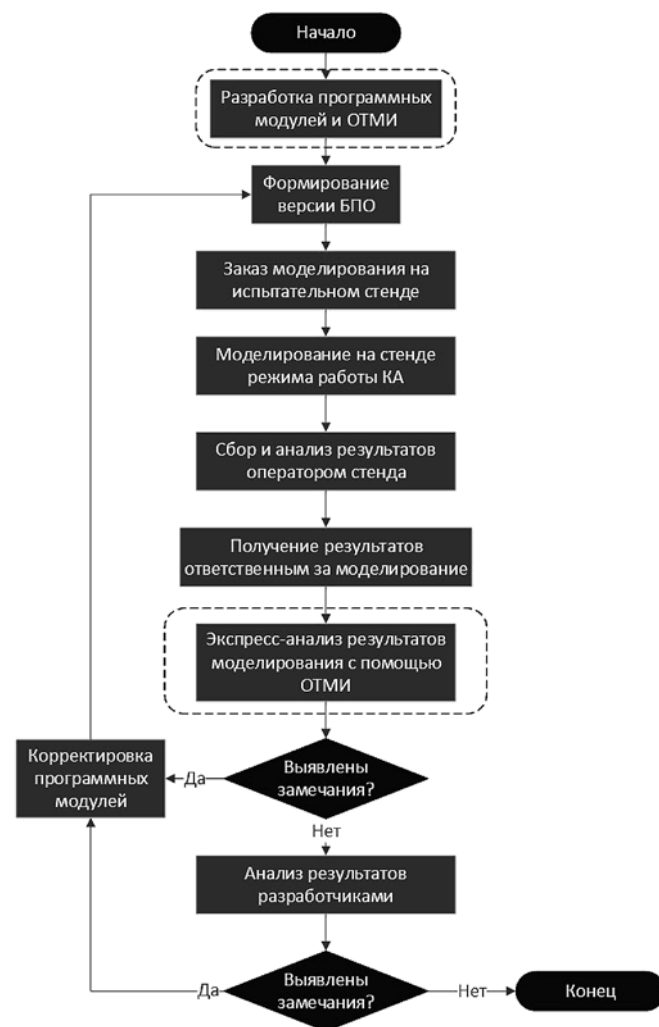 Начало
Разработка программных
модулей и ОТМИ
Формирование
версии БПО
Заказ моделирования на
испытательном стенде
Моделирование на стенде
режима работы КА
Сбор и анализ результатов
оператором стенда
Получение результатов
ответственным за моделирование
Экспресс-анализ результатов
моделирования с помощью
ОТМИ
Выявлены
замечания?
Да
Корректировка
программных
модулей
Нет
Анализ результатов
разработчиками
Выявлены
замечания?
Да
Нет
Конец